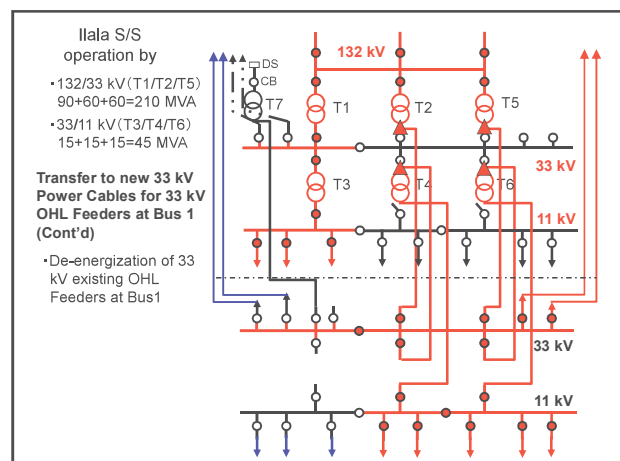 Ilala S/S
operation by
・132/33 kV(T1/T2/T5)
90+60+60=210 MVA
・33/11 kV(T3/T4/T6)
15+15+15=45 MVA
Transfer to new 33 kV
Power Cables for 33 kV
OHL Feeders at Bus 1
(Cont'd)
・De-energization of 33
kV existing OHL
Feeders at Bus1
132 kV
DS
CB
T7
T1
T2
T5
33 kV
T3
T4
T6
11 kV
33 kV
11 kV